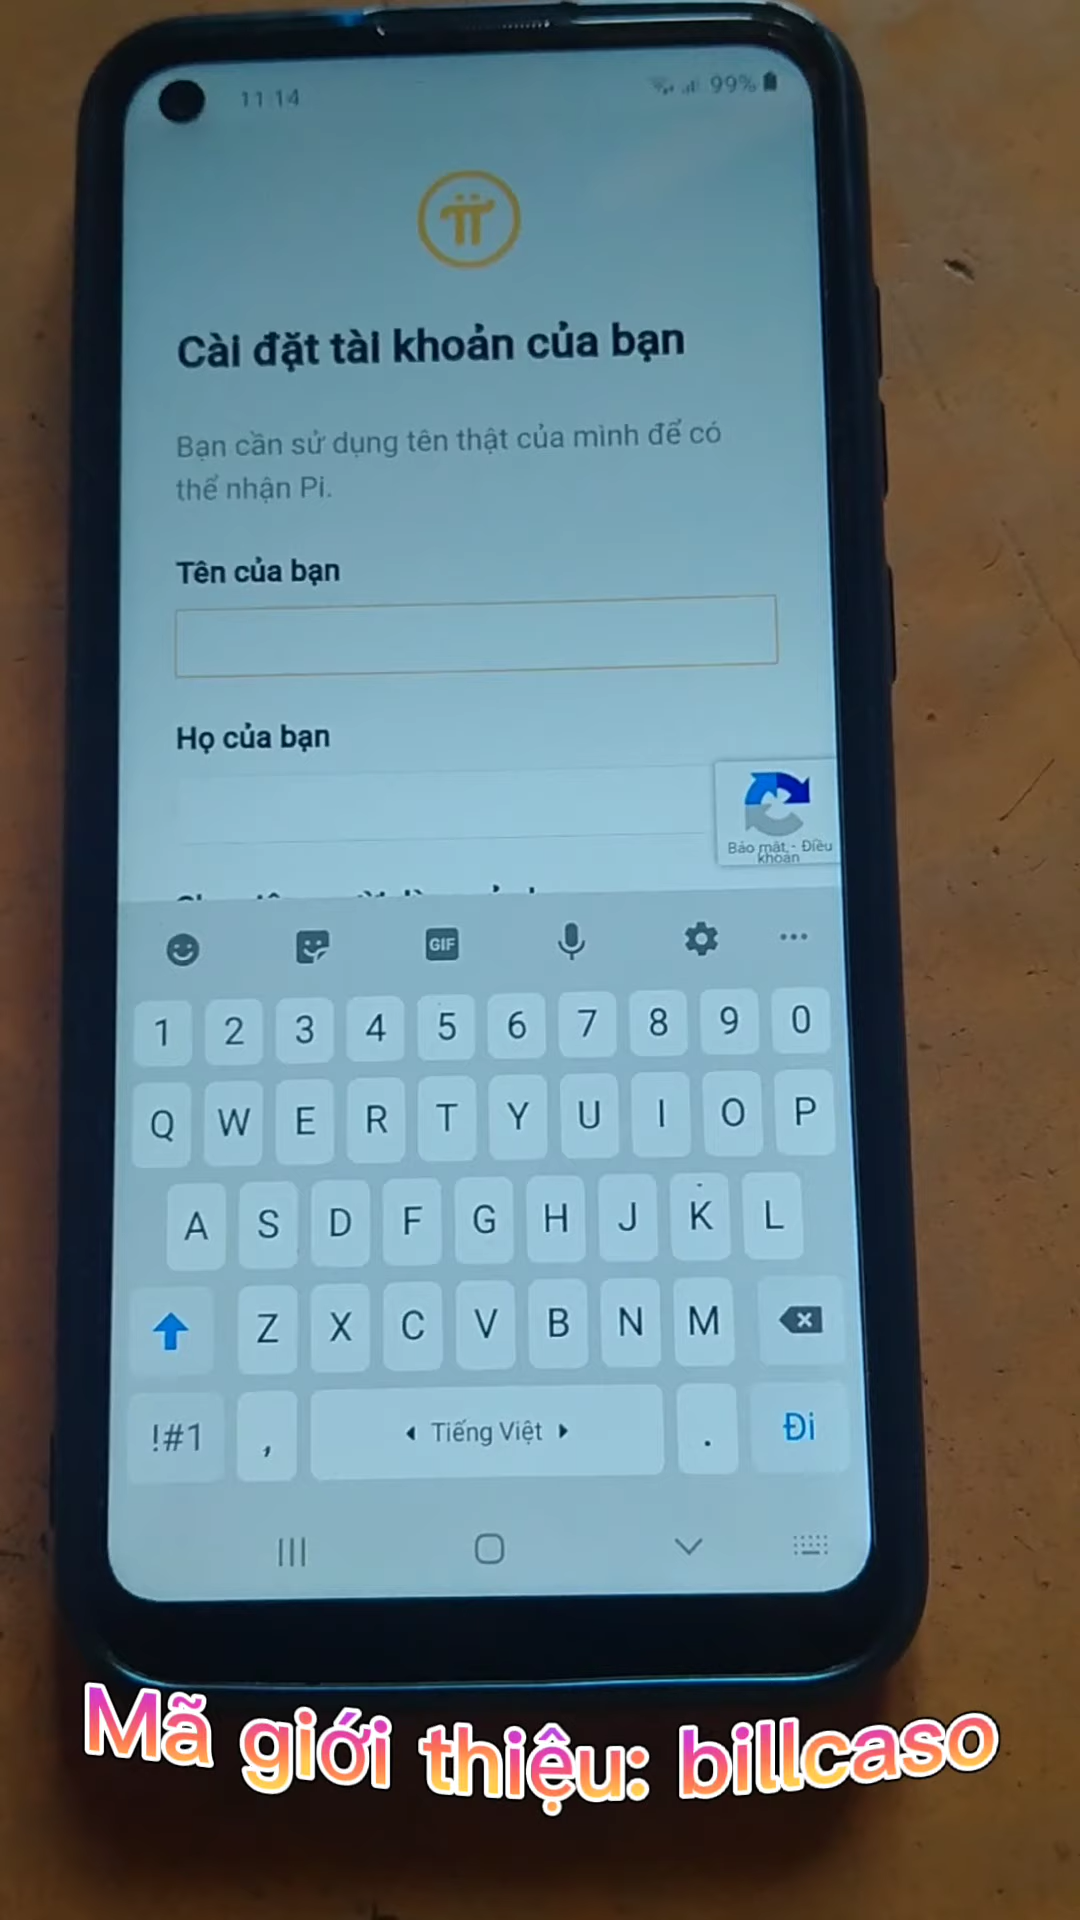 11:14
99%
Cài đặt tài khoản của bạn
Bạn cần sử dụng tên thật của mình để có
thể nhận Pi.
Tên của bạn
Họ của bạn
Bảo mật - Điều
khoản
GIF
1 2 3 4 5 6 7 8 9 0
Q W E R T Y U I O P
A S D F G H J K L
Z X C V B N M
!#1 , Tiếng Việt . Đi
Mã giới thiệu: billcaso